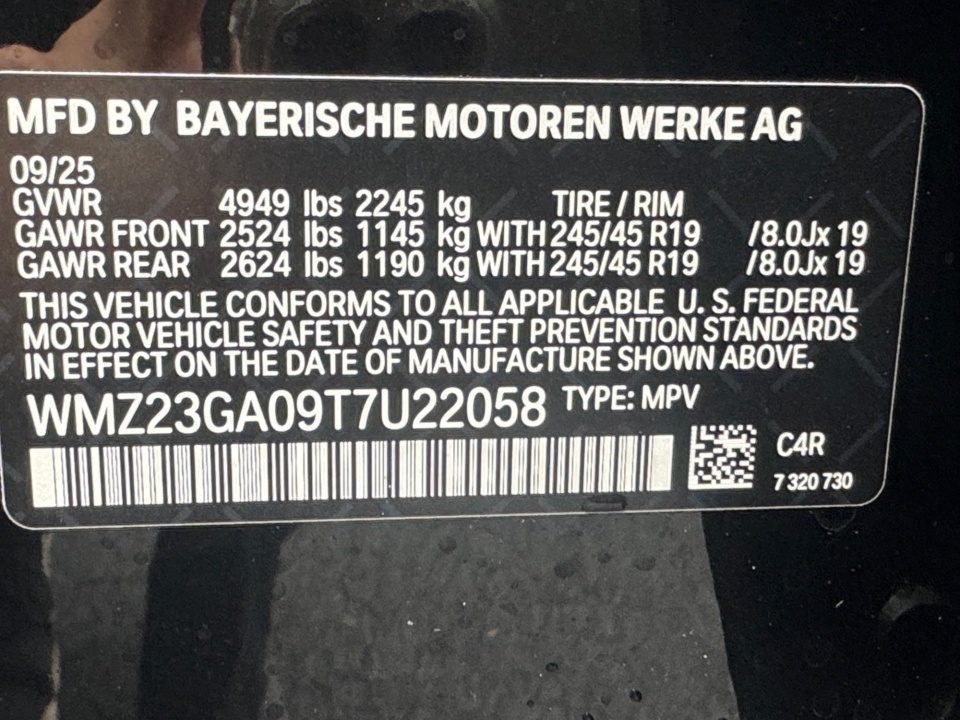 MFD BY BAYERISCHE MOTOREN WERKE AG
09/25
GVWR 4949 lbs 2245 kg TIRE / RIM
GAWR FRONT 2524 lbs 1145 kg WITH 245/45 R19 /8.0Jx 19
GAWR REAR 2624 lbs 1190 kg WITH 245/45 R19 /8.0Jx 19
THIS VEHICLE CONFORMS TO ALL APPLICABLE U. S. FEDERAL
MOTOR VEHICLE SAFETY AND THEFT PREVENTION STANDARDS
IN EFFECT ON THE DATE OF MANUFACTURE SHOWN ABOVE.
WMZ23GA09T7U22058 TYPE: MPV
C4R
7 320 730